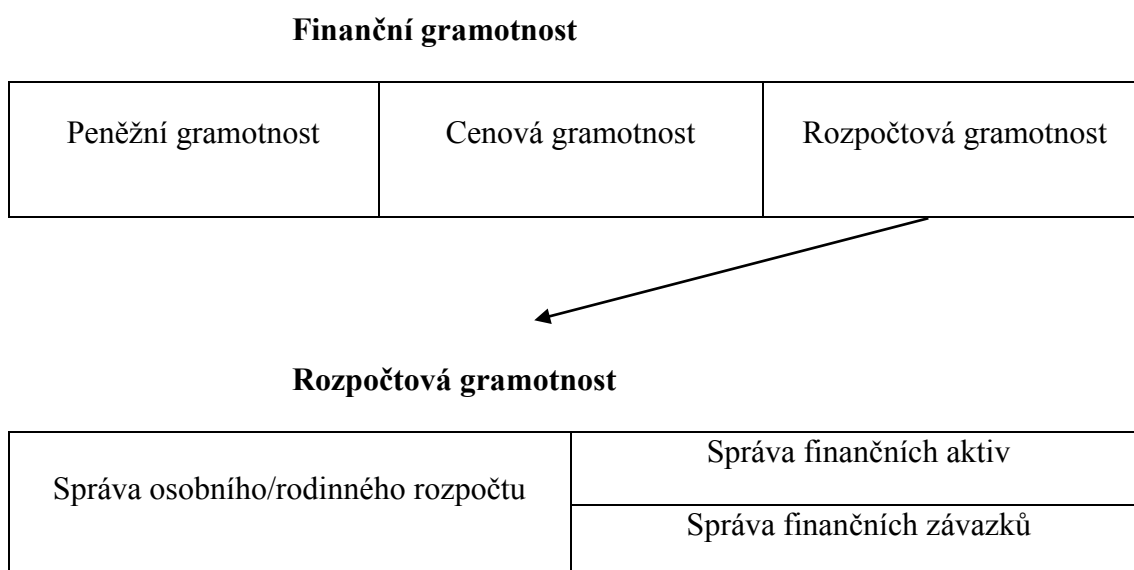 Finanční gramotnost
Peněžní gramotnost
Cenová gramotnost
Rozpočtová gramotnost
Rozpočtová gramotnost
Správa osobního/rodinného rozpočtu
Správa finančních aktiv
Správa finančních závazků